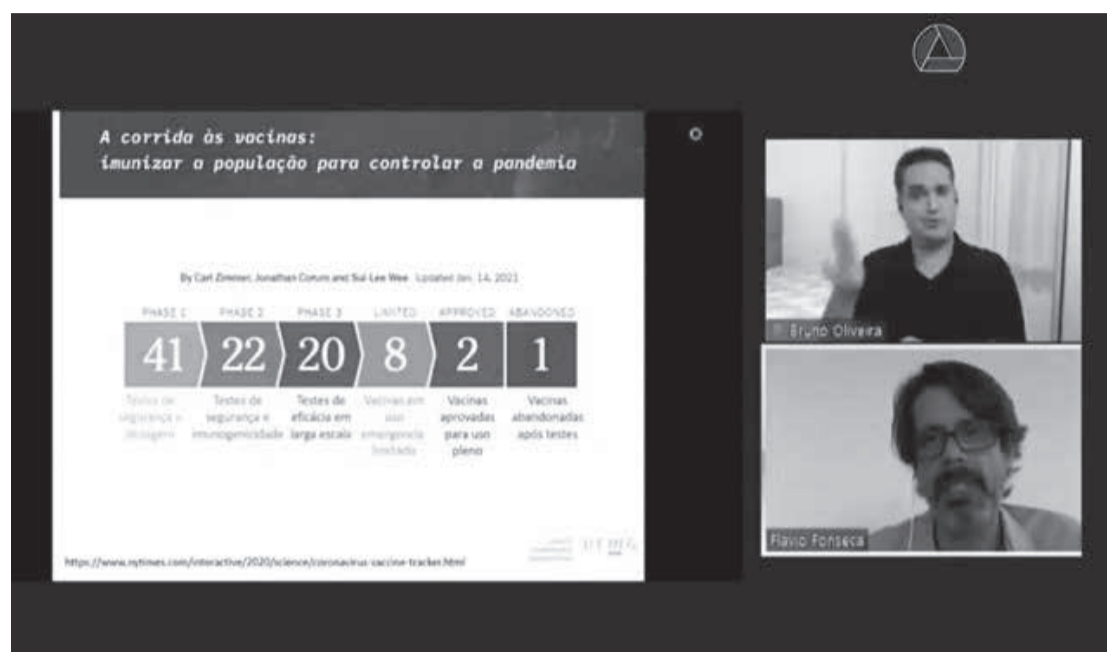 A corrida às vacinas:
imunizar a população para controlar a pandemia
By Carl Zimmer, Jonathan Corum and Sui-Lee Wee Updated Jan. 14, 2021
PHASE 1 PHASE 2 PHASE 3 LIMITED APPROVED ABANDONED
41 22 20 8 2 1
Testes de segurança e dosagem
Testes de segurança e imunogenicidade
Testes de eficácia em larga escala
Vacinas em uso emergencial limitado
Vacinas aprovadas para uso pleno
Vacinas abandonadas após testes
https://www.nytimes.com/interactive/2020/science/coronavirus-vaccine-tracker.html
UFMG
Bruno Oliveira
Flavio Fonseca